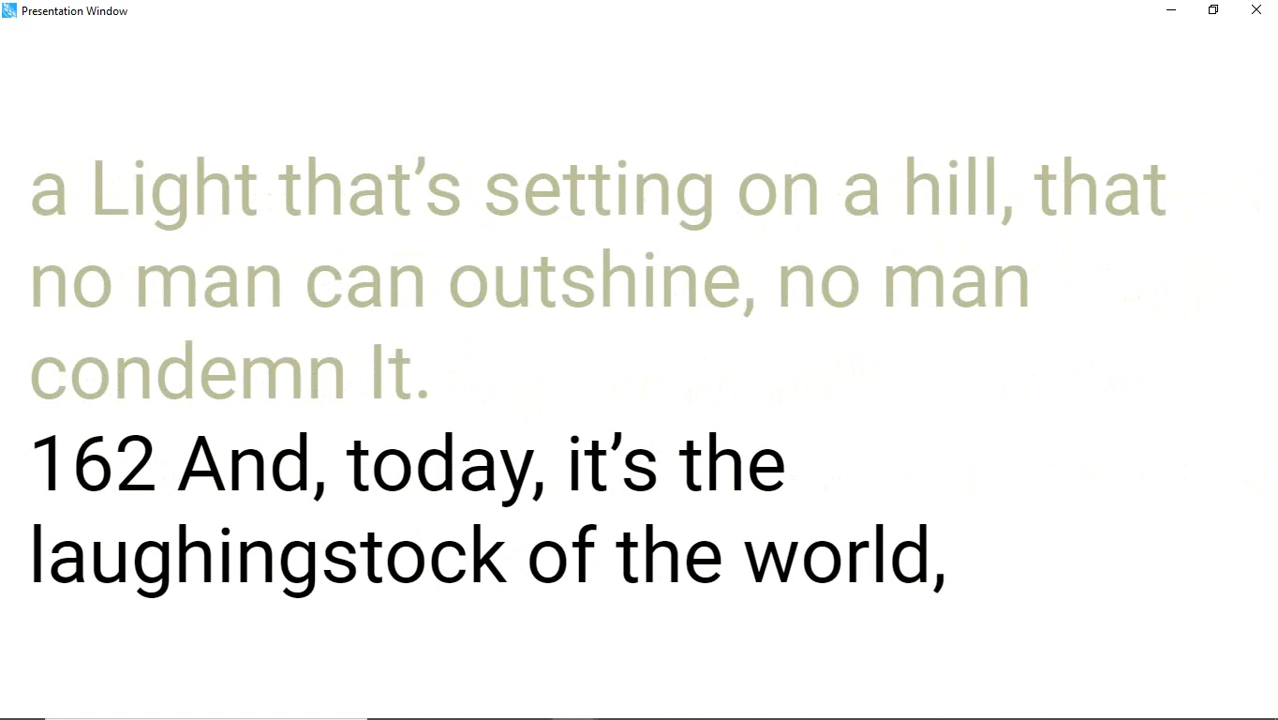 Presentation Window
a Light that’s setting on a hill, that
no man can outshine, no man
condemn It.
162 And, today, it’s the
laughingstock of the world,